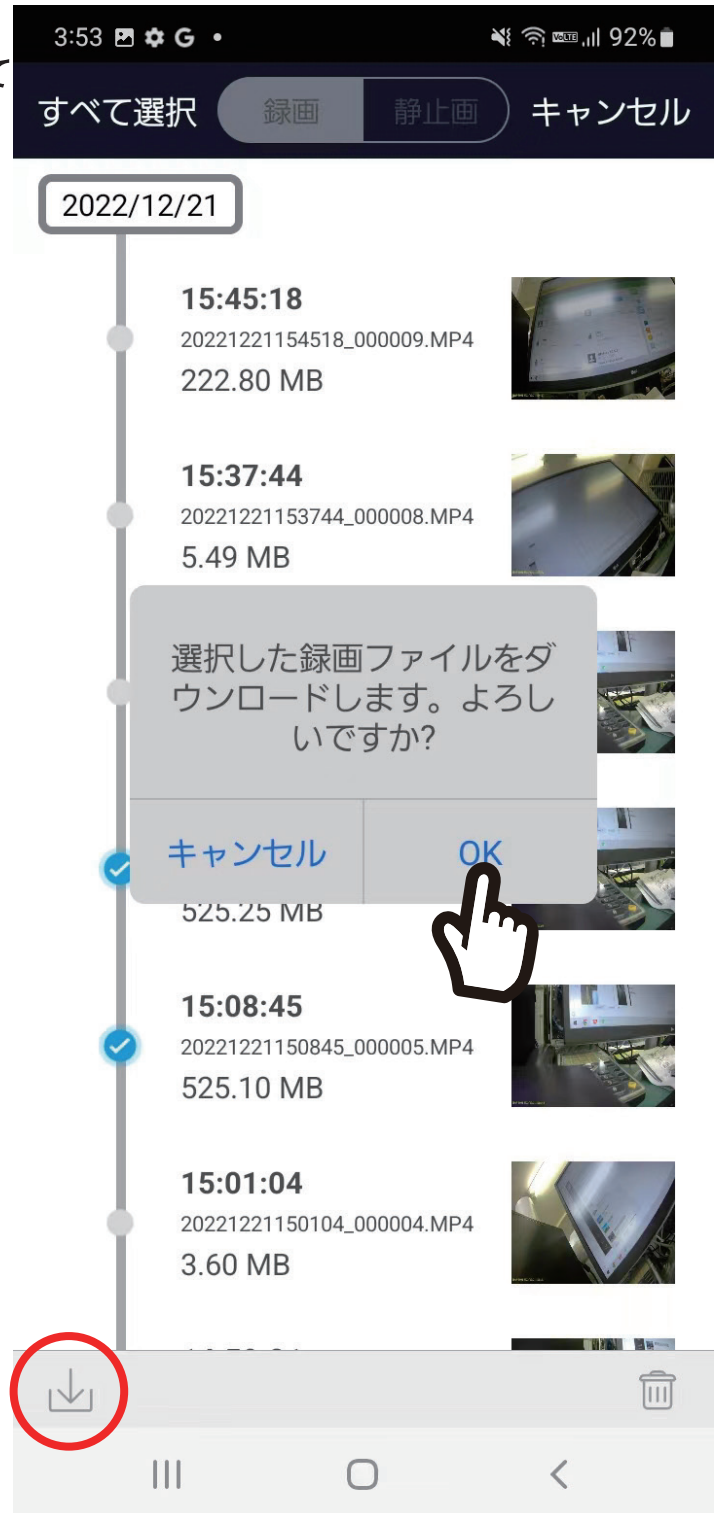 て
3:53 G • VoLTE 92%
すべて選択 録画 静止画 キャンセル
2022/12/21
15:45:18
20221221154518_000009.MP4
222.80 MB
15:37:44
20221221153744_000008.MP4
5.49 MB
選択した録画ファイルをダ
ウンロードします。よろし
いですか?
キャンセル OK
525.25 MB
15:08:45
20221221150845_000005.MP4
525.10 MB
15:01:04
20221221150104_000004.MP4
3.60 MB